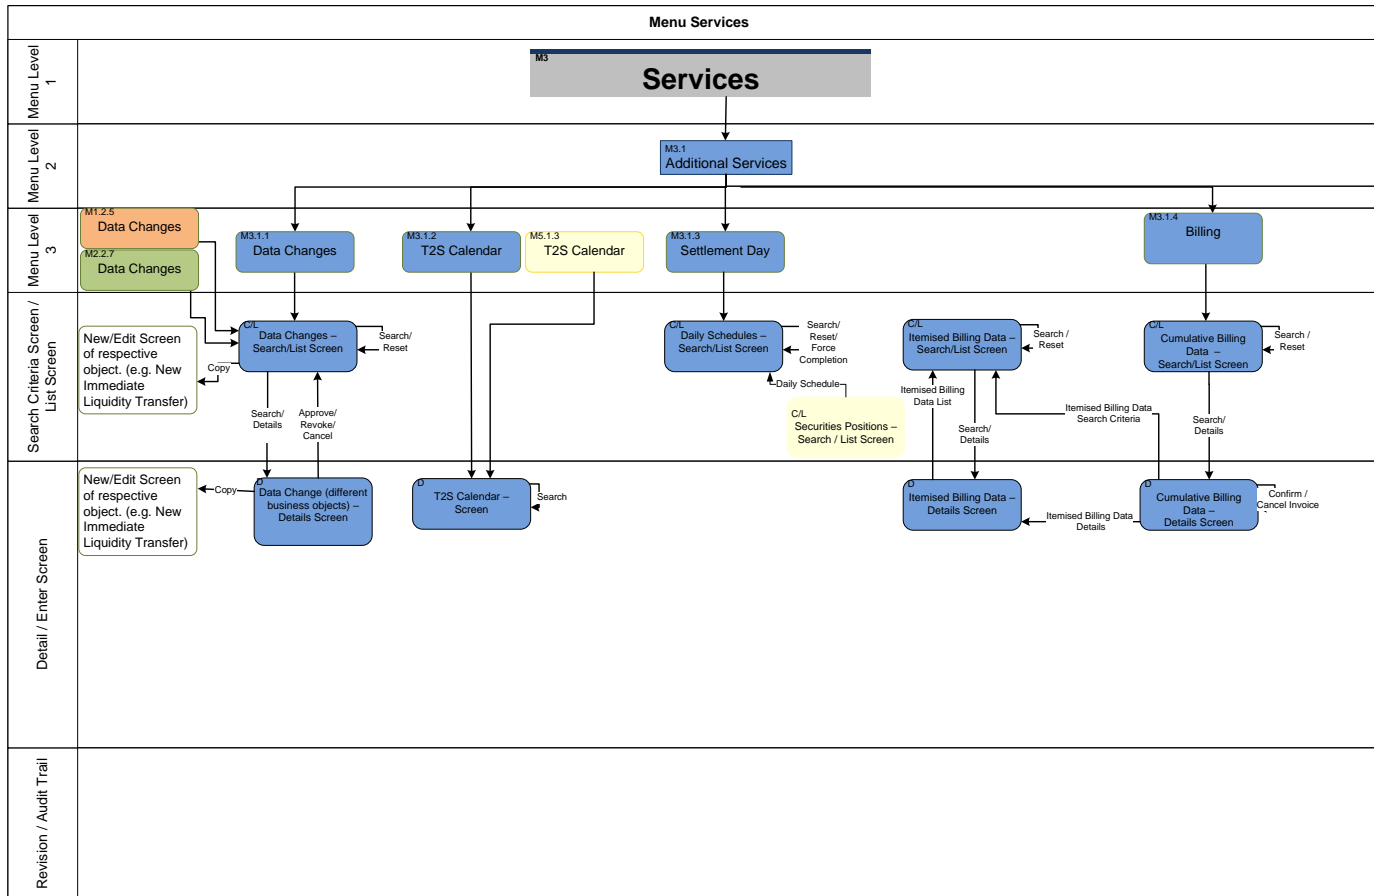 Menu Services
Menu Level
1
M3
Services
Menu Level
2
M3.1
Additional Services
Menu Level
3
M1.2.5
Data Changes
M2.2.7
Data Changes
M3.1.1
Data Changes
M3.1.2
T2S Calendar
M5.1.3
T2S Calendar
M3.1.3
Settlement Day
M3.1.4
Billing
Search Criteria Screen /
List Screen
New/Edit Screen
of respective
object. (e.g. New
Immediate
Liquidity Transfer)
C/L
Data Changes –
Search/List Screen
Search/
Reset
Copy
Search/
Details
Approve/
Revoke/
Cancel
C/L
Daily Schedules –
Search/List Screen
Search/
Reset/
Force
Completion
Daily Schedule
C/L
Securities Positions –
Search / List Screen
C/L
Itemised Billing Data –
Search/List Screen
Search /
Reset
Itemised Billing
Data List
Search/
Details
Itemised Billing Data
Search Criteria
C/L
Cumulative Billing
Data –
Search/List Screen
Search /
Reset
Search/
Details
Detail / Enter Screen
New/Edit Screen
of respective
object. (e.g. New
Immediate
Liquidity Transfer)
Copy
D
Data Change (different
business objects) –
Details Screen
D
T2S Calendar –
Screen
Search
D
Itemised Billing Data –
Details Screen
Itemised Billing Data
Details
D
Cumulative Billing
Data –
Details Screen
Confirm /
Cancel Invoice
Revision / Audit Trail